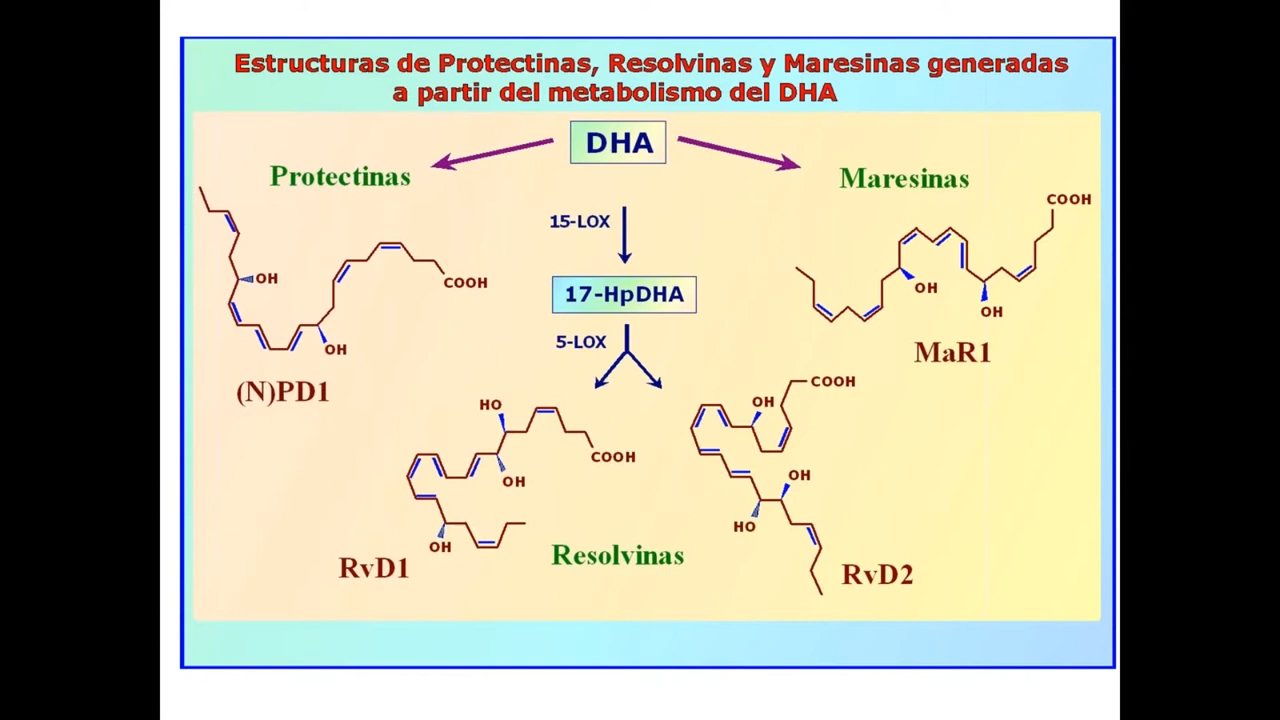 Estructuras de Protectinas, Resolvinas y Maresinas generadas
a partir del metabolismo del DHA
DHA
Protectinas
Maresinas
COOH
15-LOX
OH
COOH
OH
OH
17-HpDHA
OH
5-LOX
MaR1
(N)PD1
COOH
HO
OH
COOH
OH
OH
HO
OH
Resolvinas
RvD1
RvD2